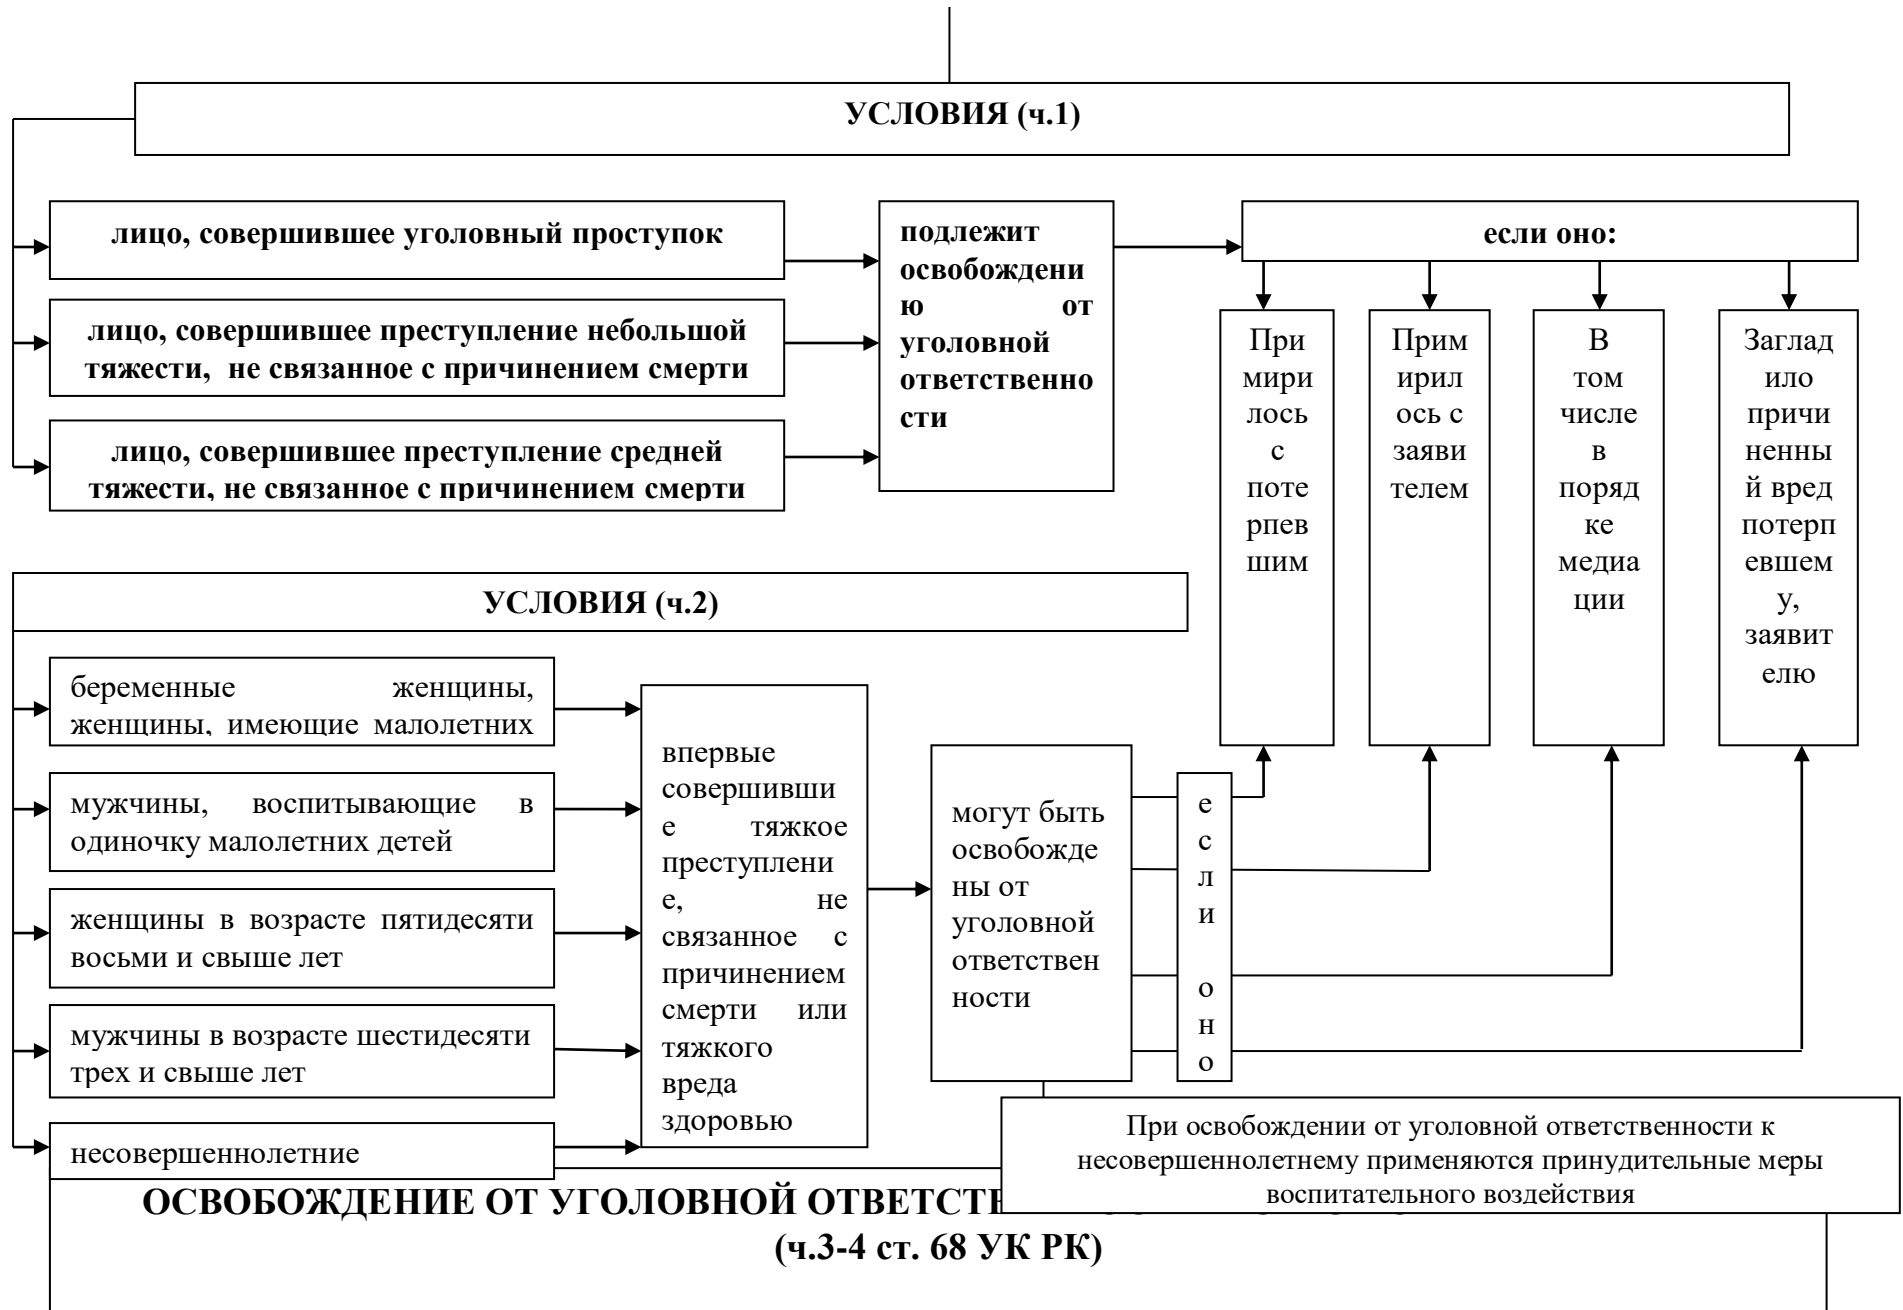 УСЛОВИЯ (ч.1)
лицо, совершившее уголовный проступок
лицо, совершившее преступление небольшой
тяжести, не связанное с причинением смерти
лицо, совершившее преступление средней
тяжести, не связанное с причинением смерти
подлежит
освобождени
ю от
уголовной
ответственно
сти
если оно:
При
мири
лось
с
поте
рпев
шим
Прим
ирил
ось с
заяви
телем
В
том
числе
в
поряд
ке
медиа
ции
Заглад
ило
причи
ненны
й вред
потерп
евшем
у,
заявит
елю
УСЛОВИЯ (ч.2)
беременные женщины,
женщины, имеющие малолетних
мужчины, воспитывающие в
одиночку малолетних детей
женщины в возрасте пятидесяти
восьми и свыше лет
мужчины в возрасте шестидесяти
трех и свыше лет
несовершеннолетние
впервые
совершивши
е тяжкое
преступлени
е, не
связанное с
причинением
смерти или
тяжкого
вреда
здоровью
могут быть
освобожде
ны от
уголовной
ответствен
ности
е
с
л
и
о
н
о
При освобождении от уголовной ответственности к
несовершеннолетнему применяются принудительные меры
воспитательного воздействия
ОСВОБОЖДЕНИЕ ОТ УГОЛОВНОЙ
(ч.3-4 ст. 68 УК РК)